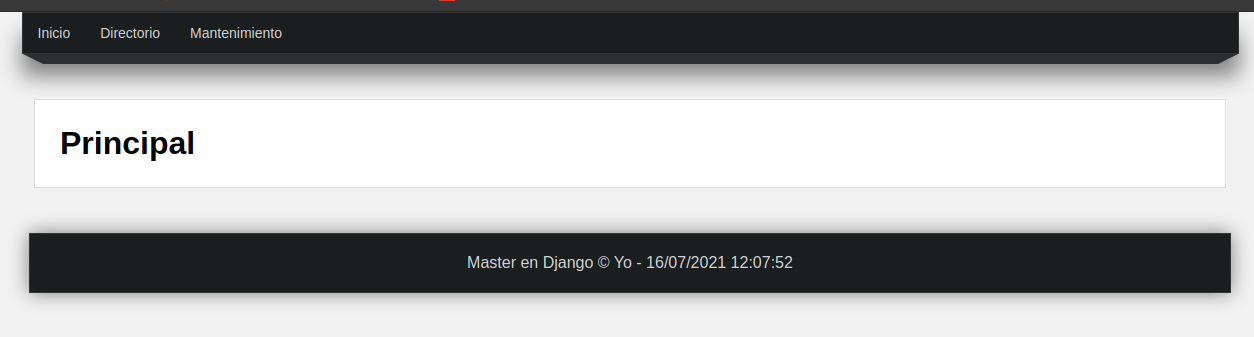 Inicio Directorio Mantenimiento
Principal
Master en Django © Yo - 16/07/2021 12:07:52